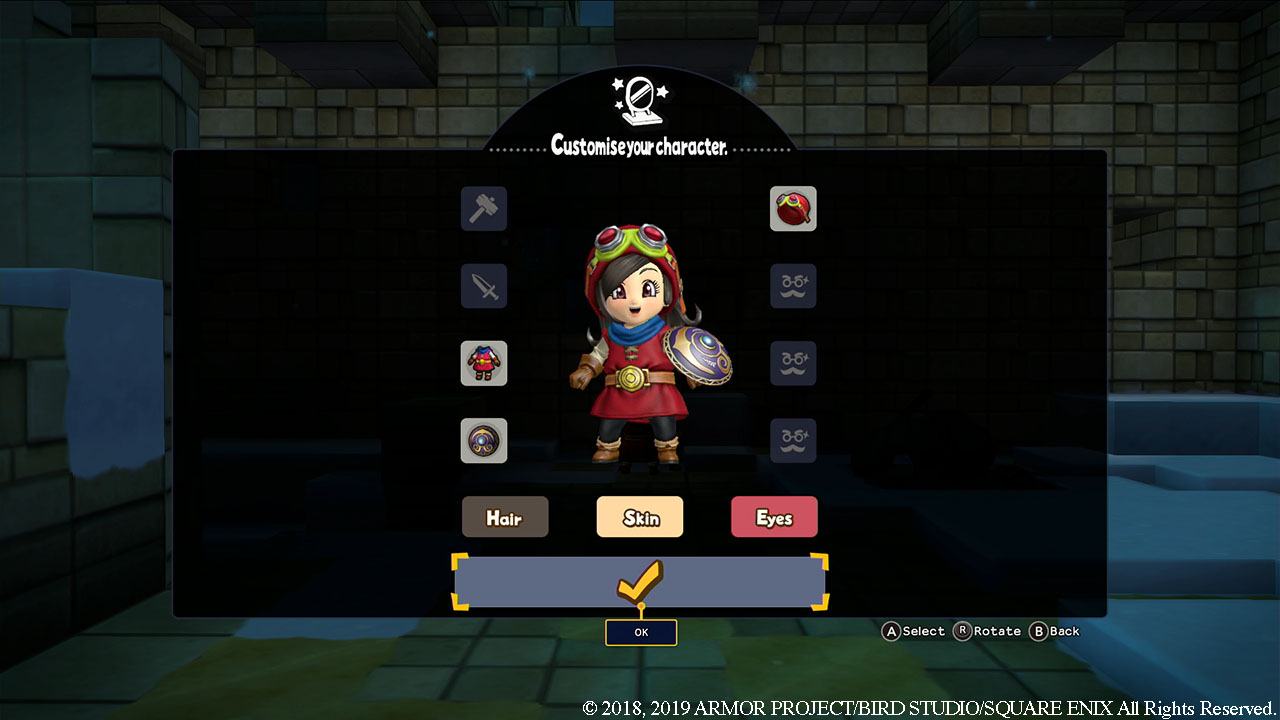 Customise your character.
Hair
Skin
Eyes
OK
A Select R Rotate B Back
© 2018, 2019 ARMOR PROJECT/BIRD STUDIO/SQUARE ENIX All Rights Reserved.